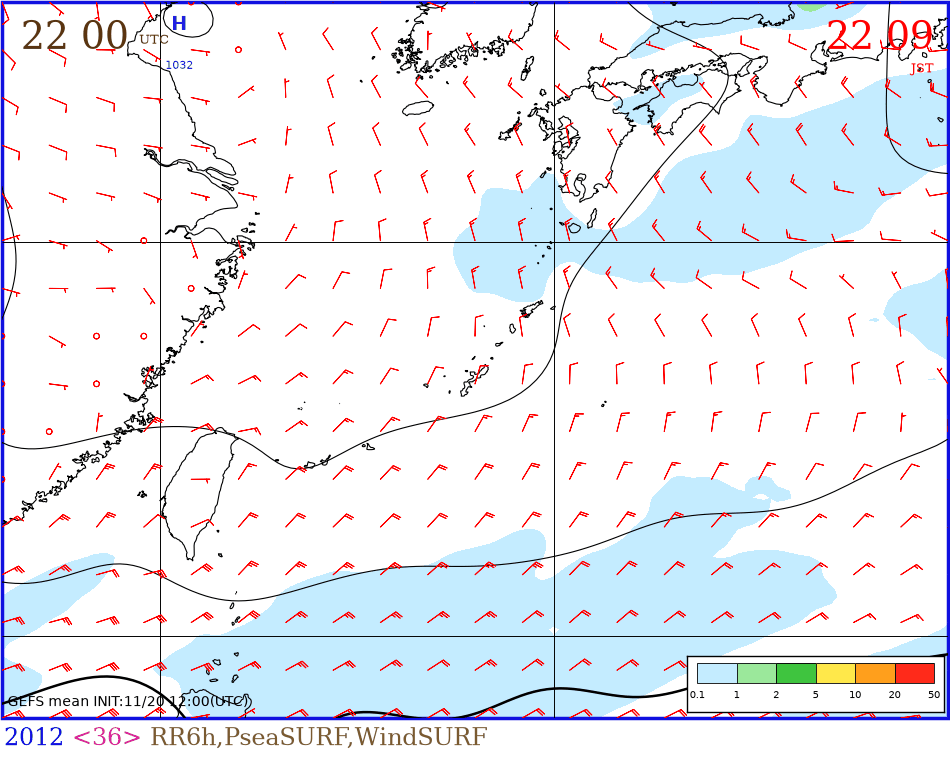 22 00 UTC
H
1032
22 09
JST
GEFS mean INIT:11/20 12:00(UTC)
0.1 1 2 5 10 20 50
2012 <36> RR6h,PseaSURF,WindSURF